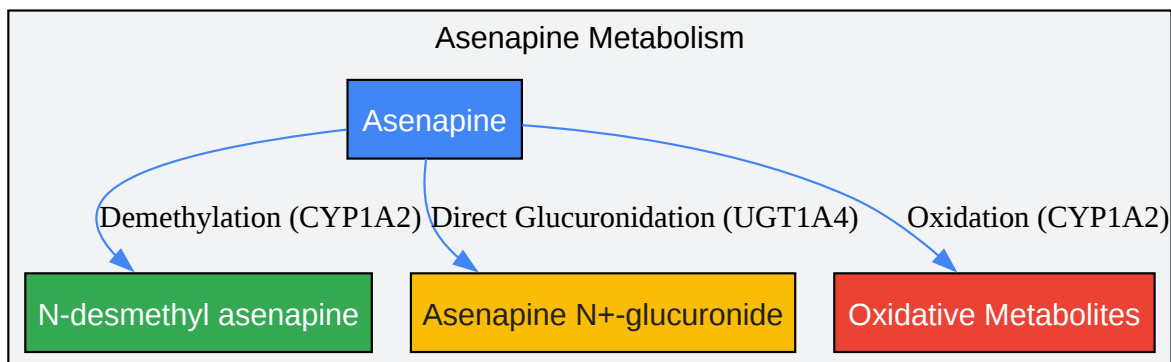 Asenapine Metabolism
Asenapine
Demethylation (CYP1A2)
Direct Glucuronidation (UGT1A4)
Oxidation (CYP1A2)
N-desmethyl asenapine
Asenapine N+-glucuronide
Oxidative Metabolites